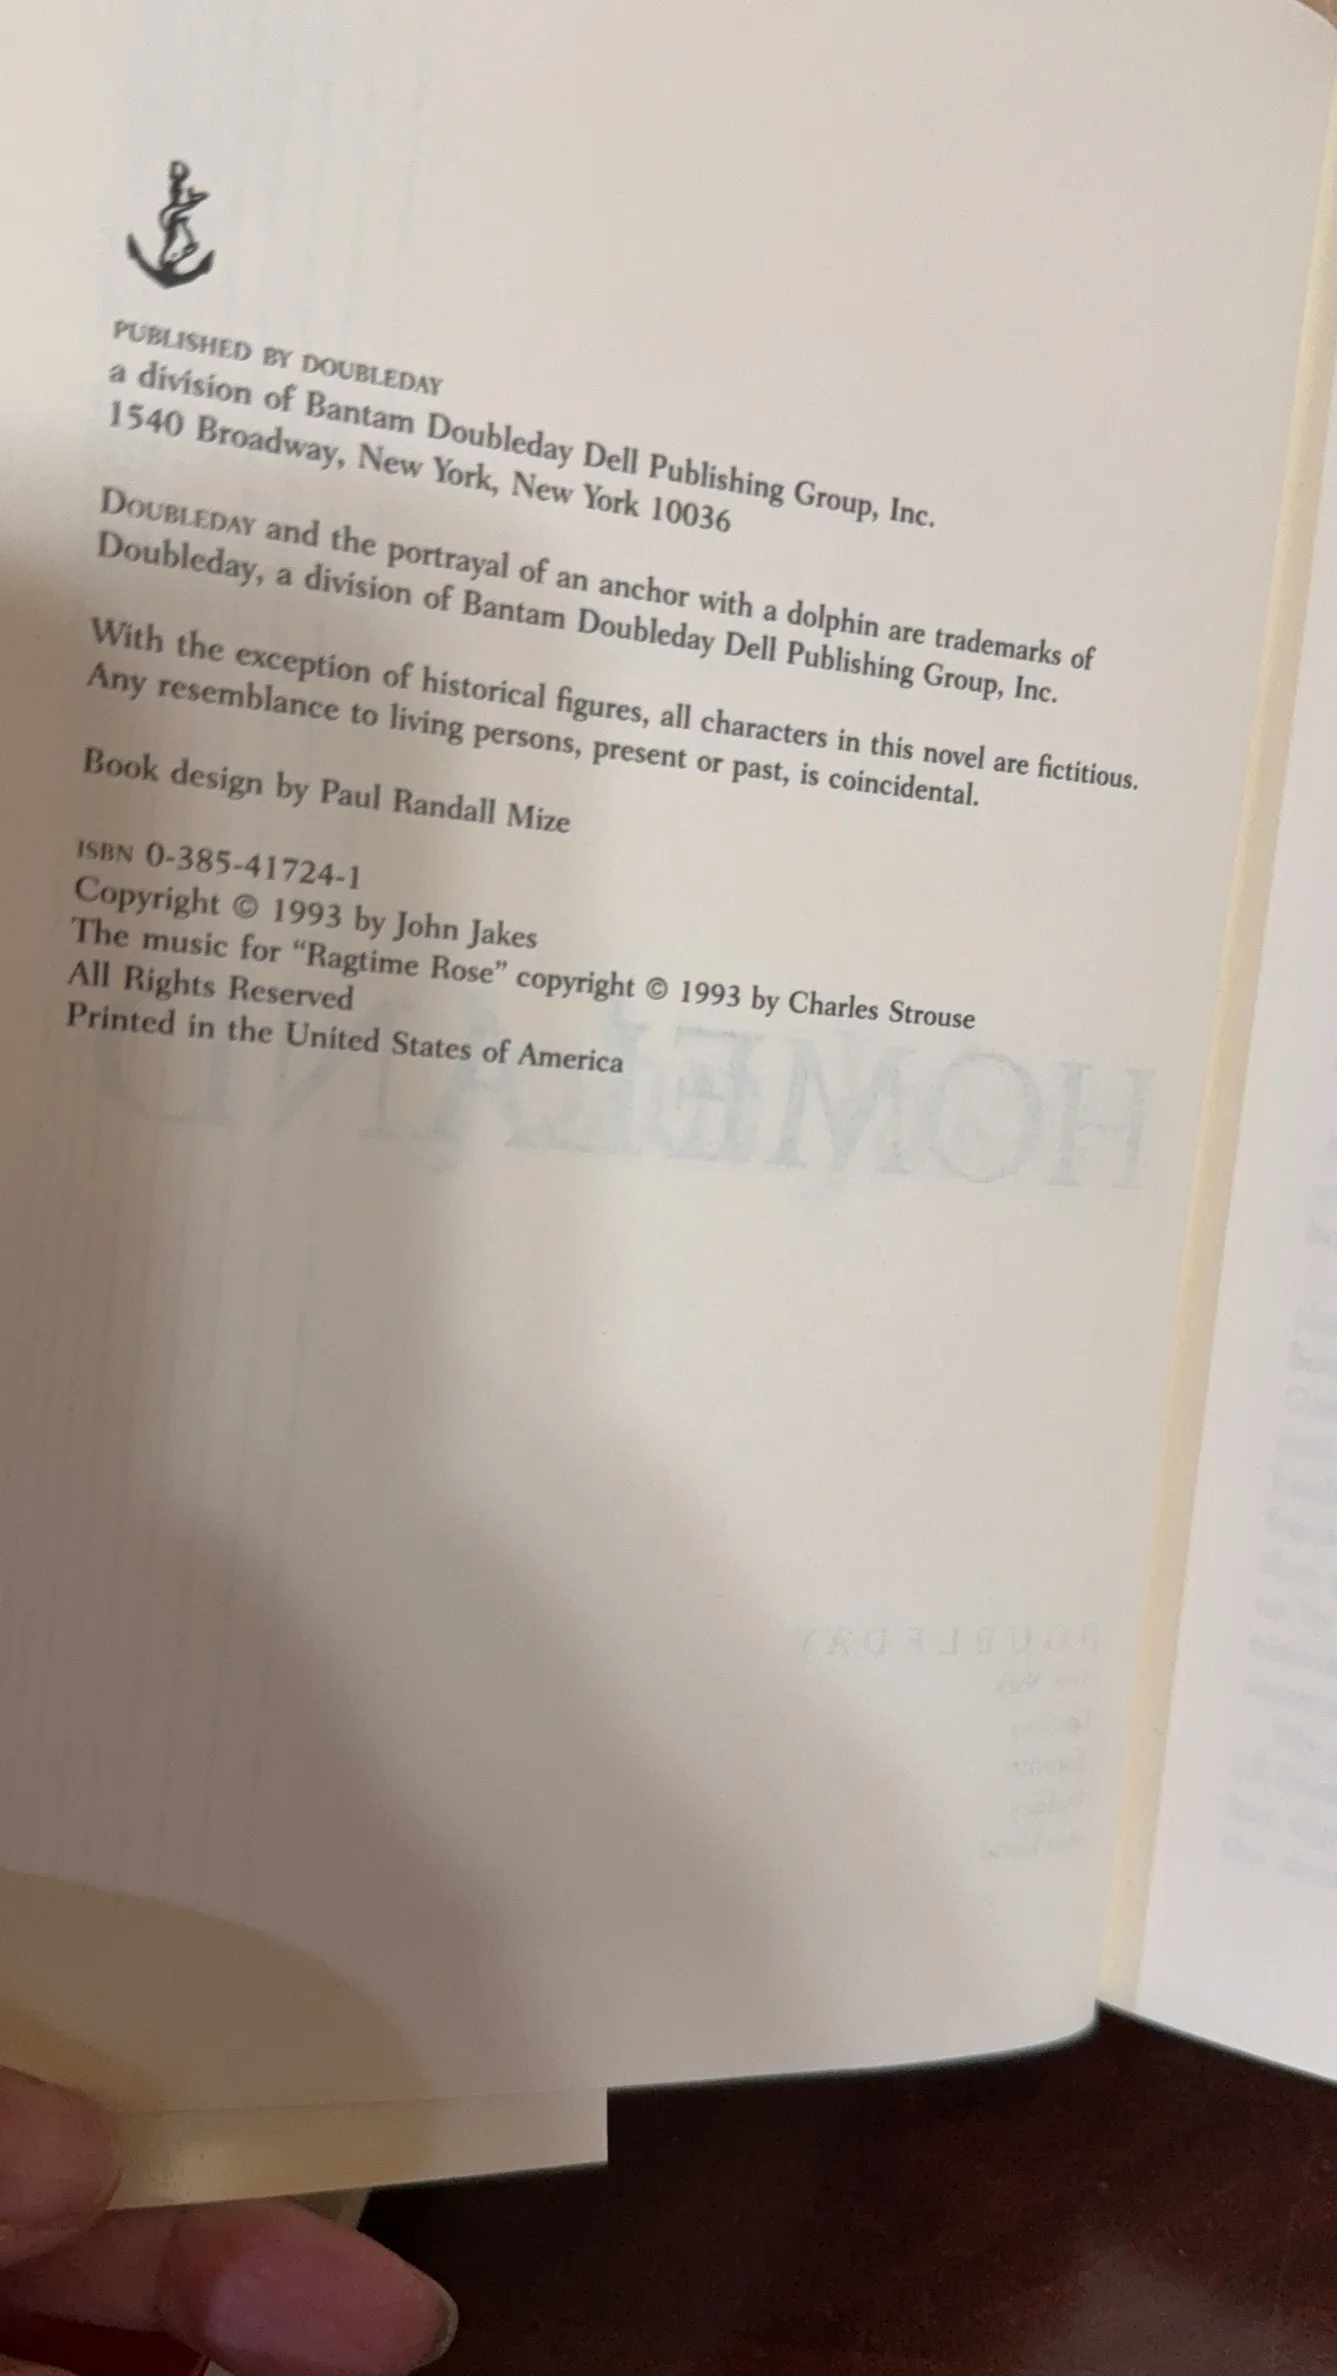 PUBLISHED BY DOUBLEDAY
a division of Bantam Doubleday Dell Publishing Group, Inc.
1540 Broadway, New York, New York 10036
DOUBLEDAY and the portrayal of an anchor with a dolphin are trademarks of
Doubleday, a division of Bantam Doubleday Dell Publishing Group, Inc.
With the exception of historical figures, all characters in this novel are fictitious.
Any resemblance to living persons, present or past, is coincidental.
Book design by Paul Randall Mize
ISBN 0-385-41724-1
Copyright © 1993 by John Jakes
The music for “Ragtime Rose” copyright © 1993 by Charles Strouse
All Rights Reserved
Printed in the United States of America
HOMELAND
DOUBLEDAY